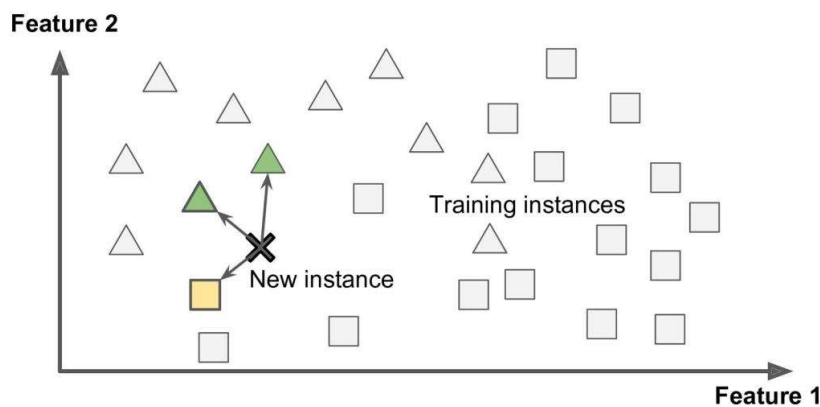 Feature 2
Training instances
New instance
Feature 1